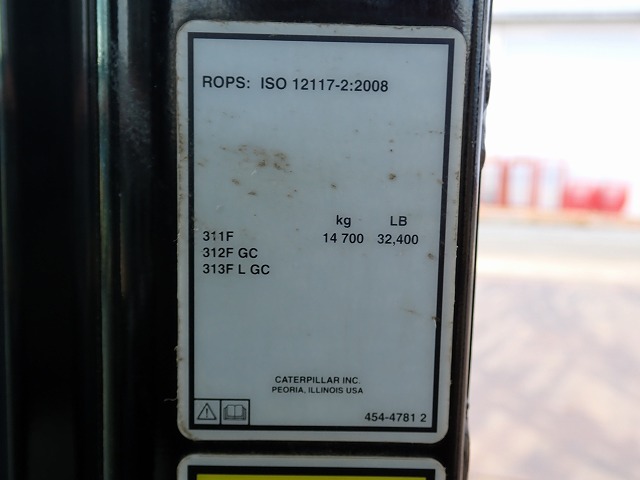 ROPS: ISO 12117-2:2008
kg LB
311F 14 700 32,400
312F GC
313F L GC
CATERPILLAR INC.
PEORIA, ILLINOIS USA
454-4781 2